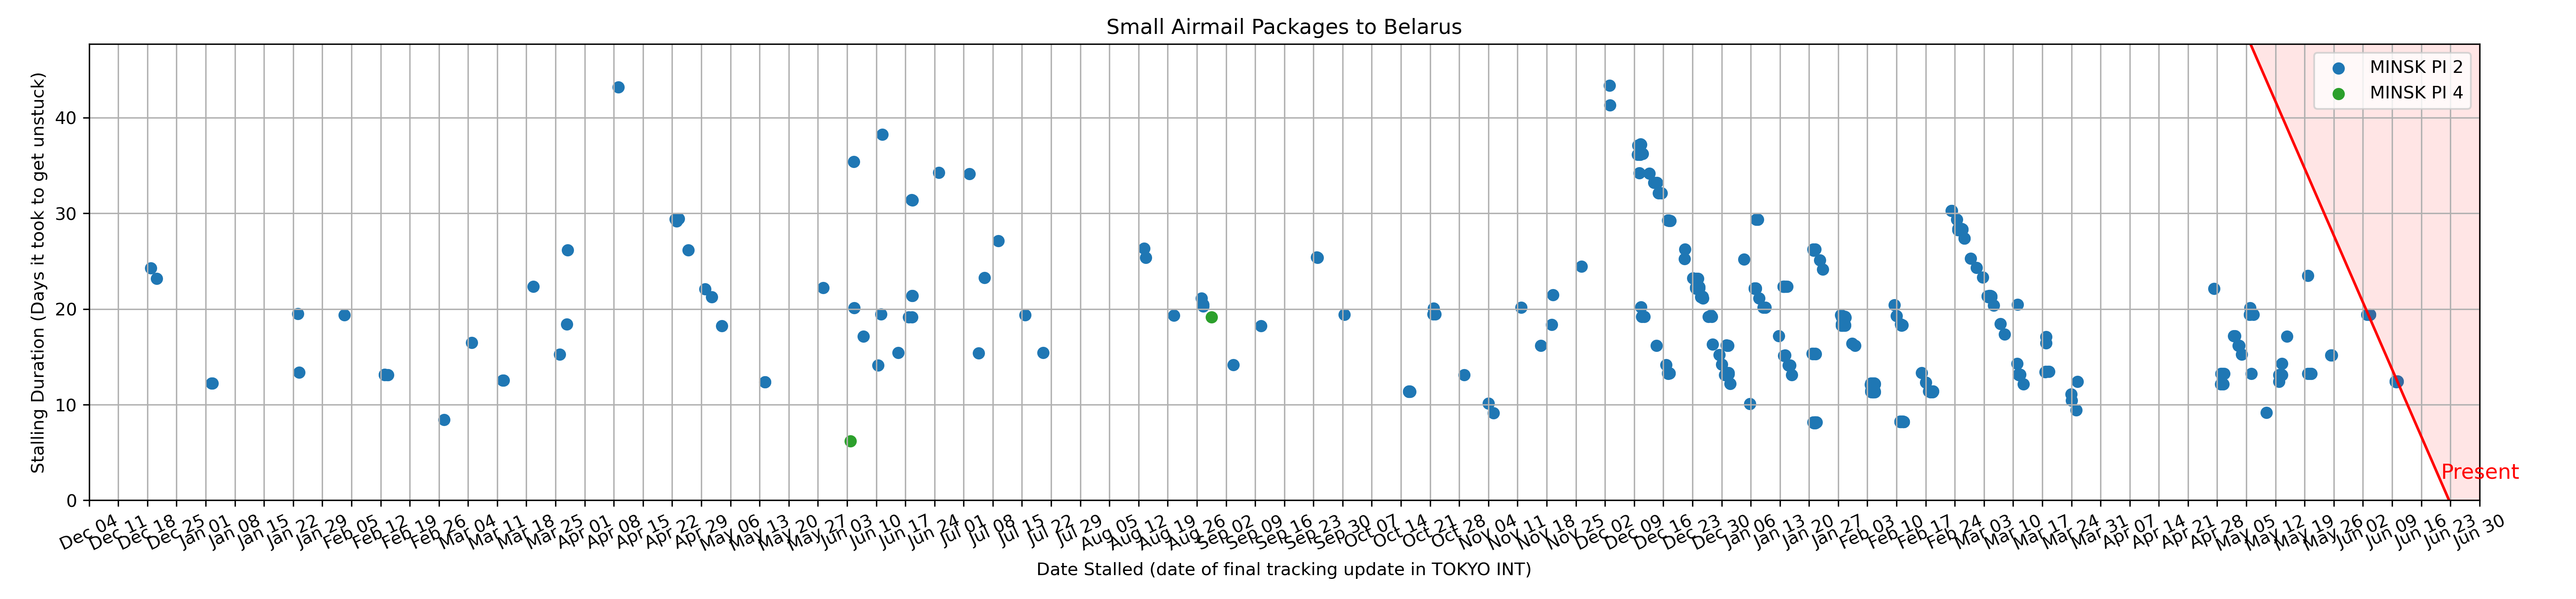 Small Airmail Packages to Belarus
Stalling Duration (Days it took to get unstuck)
40
30
20
10
0
MINSK PI 2
MINSK PI 4
Present
Dec 04
Dec 11
Dec 18
Dec 25
Jan 01
Jan 08
Jan 15
Jan 22
Jan 29
Feb 05
Feb 12
Feb 19
Feb 26
Mar 04
Mar 11
Mar 18
Mar 25
Apr 01
Apr 08
Apr 15
Apr 22
Apr 29
May 06
May 13
May 20
May 27
Jun 03
Jun 10
Jun 17
Jun 24
Jul 01
Jul 08
Jul 15
Jul 22
Jul 29
Aug 05
Aug 12
Aug 19
Aug 26
Sep 02
Sep 09
Sep 16
Sep 23
Sep 30
Oct 07
Oct 14
Oct 21
Oct 28
Nov 04
Nov 11
Nov 18
Nov 25
Dec 02
Dec 09
Dec 16
Dec 23
Dec 30
Jan 06
Jan 13
Jan 20
Jan 27
Feb 03
Feb 10
Feb 17
Feb 24
Mar 03
Mar 10
Mar 17
Mar 24
Mar 31
Apr 07
Apr 14
Apr 21
Apr 28
May 05
May 12
May 19
May 26
Jun 02
Jun 09
Jun 16
Jun 23
Jun 30
Date Stalled (date of final tracking update in TOKYO INT)